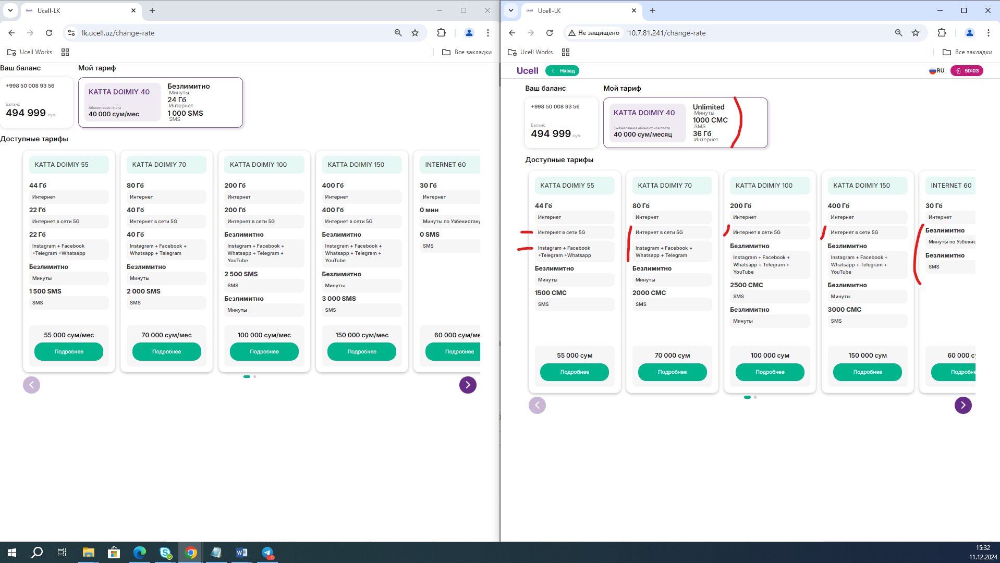 Ucell-LK
lk.ucell.uz/change-rate
Ucell Works
Все закладки
Ваш баланс
Мой тариф
+998 50 008 93 56
Баланс
494 999 сум
KATTA DOIMIY 40
Абонентская плата
40 000 сум/мес
Безлимитно
Минуты
24 Гб
Интернет
1 000 SMS
SMS
Доступные тарифы
KATTA DOIMIY 55
44 Гб
Интернет
22 Гб
Интернет в сети 5G
22 Гб
Instagram + Facebook
+Telegram +Whatsapp
Безлимитно
Минуты
1 500 SMS
SMS
55 000 сум/мес
Подробнее
KATTA DOIMIY 70
80 Гб
Интернет
40 Гб
Интернет в сети 5G
40 Гб
Instagram + Facebook +
Whatsapp + Telegram
Безлимитно
Минуты
2 000 SMS
SMS
70 000 сум/мес
Подробнее
KATTA DOIMIY 100
200 Гб
Интернет
200 Гб
Интернет в сети 5G
Безлимитно
Instagram + Facebook +
Whatsapp + Telegram +
YouTube
2 500 SMS
SMS
Безлимитно
Минуты
100 000 сум/мес
Подробнее
KATTA DOIMIY 150
400 Гб
Интернет
400 Гб
Интернет в сети 5G
Безлимитно
Instagram + Facebook +
Whatsapp + Telegram +
YouTube
Безлимитно
Минуты
3 000 SMS
SMS
150 000 сум/мес
Подробнее
INTERNET 60
30 Гб
Интернет
0 мин
Минуты по Узбекистану
0 SMS
SMS
60 000 сум/ме
Подробнее
Ucell-LK
Не защищено
10.7.81.241/change-rate
Ucell Works
Все закладки
Ucell
Назад
RU
50:03
Ваш баланс
Мой тариф
+998 50 008 93 56
Баланс
494 999 сум
KATTA DOIMIY 40
Ежемесячная абонентская плата
40 000 сум/месяц
Unlimited
Минуты
1000 СМС
SMS
36 Гб
Интернет
Доступные тарифы
KATTA DOIMIY 55
44 Гб
Интернет
Интернет в сети 5G
Instagram + Facebook
+Telegram +Whatsapp
Безлимитно
Минуты
1500 СМС
SMS
55 000 сум
Подробнее
KATTA DOIMIY 70
80 Гб
Интернет
Интернет в сети 5G
Instagram + Facebook +
Whatsapp + Telegram
Безлимитно
Минуты
2000 СМС
SMS
70 000 сум
Подробнее
KATTA DOIMIY 100
200 Гб
Интернет
Интернет в сети 5G
Безлимитно
Instagram + Facebook +
Whatsapp + Telegram +
YouTube
2500 СМС
SMS
Безлимитно
Минуты
100 000 сум
Подробнее
KATTA DOIMIY 150
400 Гб
Интернет
Интернет в сети 5G
Безлимитно
Instagram + Facebook +
Whatsapp + Telegram +
YouTube
Безлимитно
Минуты
3000 СМС
SMS
150 000 сум
Подробнее
INTERNET 60
30 Гб
Интернет
Безлимитно
Минуты по Узбекис
Безлимитно
SMS
60 000 су
Подробне
45
15:32
11.12.2024